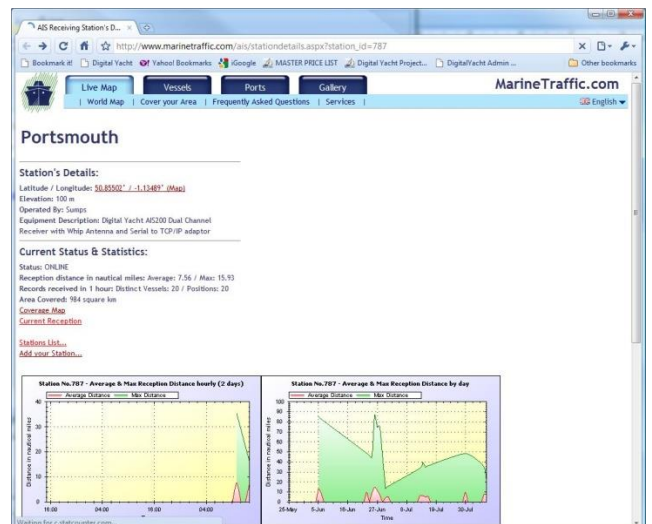 AIS Receiving Station's D...
http://www.marinetraffic.com/ais/stationdetails.aspx?station_id=787
Bookmark it! Digital Yacht Yahoo! Bookmarks iGoogle MASTER PRICE LIST Digital Yacht Project... DigitalYacht Admin ... Other bookmarks
Live Map Vessels Ports Gallery MarineTraffic.com
| World Map | Cover your Area | Frequently Asked Questions | Services | English
Portsmouth
Station's Details:
Latitude / Longitude: 50.85502° / -1.13489° (Map)
Elevation: 100 m
Operated By: Sumps
Equipment Description: Digital Yacht AIS200 Dual Channel
Receiver with Whip Antenna and Serial to TCP/IP adaptor
Current Status & Statistics:
Status: ONLINE
Reception distance in nautical miles: Average: 7.56 / Max: 15.93
Records received in 1 hour: Distinct Vessels: 20 / Positions: 20
Area Covered: 984 square km
Coverage Map
Current Reception
Stations List...
Add your Station...
Station No.787 - Average & Max Reception Distance hourly (2 days)
Average Distance Max Distance
Distance in nautical miles
40
30
20
10
0
16:00 04:00 16:00 04:00
Station No.787 - Average & Max Reception Distance by day
Average Distance Max Distance
Distance in nautical miles
100
90
80
70
60
50
40
30
20
10
0
25-May 5-Jun 16-Jun 27-Jun 8-Jul 19-Jul 30-Jul
Time
Waiting for c.statcounter.com...